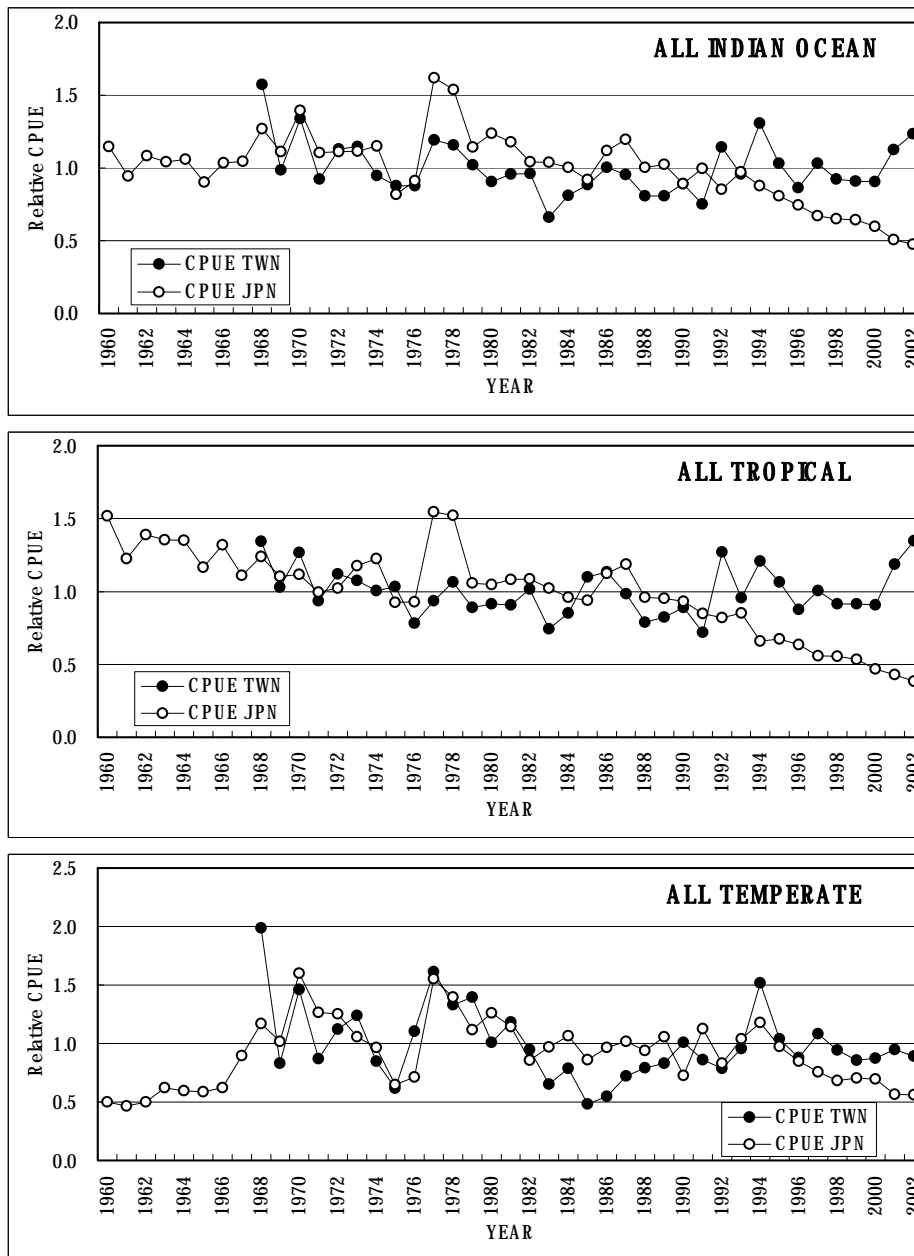 ALL INDIAN OCEAN
2.0
1.5
1.0
0.5
0.0
Relative CPUE
CPUE TWN
CPUE JPN
1960 1962 1964 1966 1968 1970 1972 1974 1976 1978 1980 1982 1984 1986 1988 1990 1992 1994 1996 1998 2000 2002
YEAR
ALL TROPICAL
2.0
1.5
1.0
0.5
0.0
Relative CPUE
CPUE TWN
CPUE JPN
1960 1962 1964 1966 1968 1970 1972 1974 1976 1978 1980 1982 1984 1986 1988 1990 1992 1994 1996 1998 2000 2002
YEAR
ALL TEMPERATE
2.5
2.0
1.5
1.0
0.5
0.0
Relative CPUE
CPUE TWN
CPUE JPN
1960 1962 1964 1966 1968 1970 1972 1974 1976 1978 1980 1982 1984 1986 1988 1990 1992 1994 1996 1998 2000 2002
YEAR